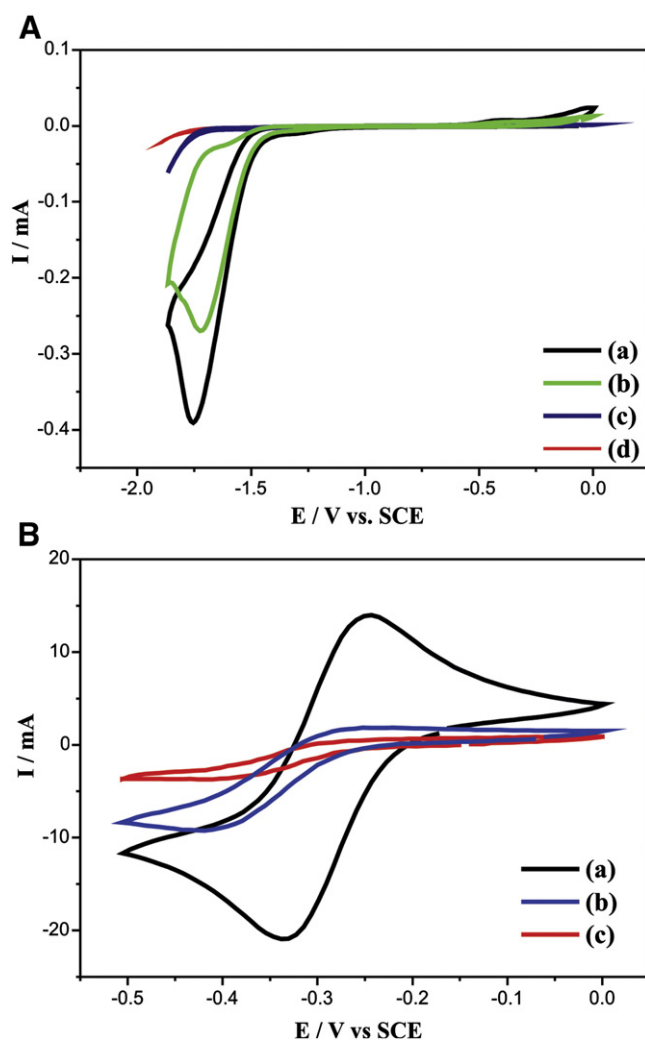 A
0.1
0.0
-0.1
-0.2
-0.3
-0.4
I / mA
(a)
(b)
(c)
(d)
-2.0 -1.5 -1.0 -0.5 0.0
E / V vs. SCE
B
20
10
0
-10
-20
I / mA
(a)
(b)
(c)
-0.5 -0.4 -0.3 -0.2 -0.1 0.0
E / V vs SCE